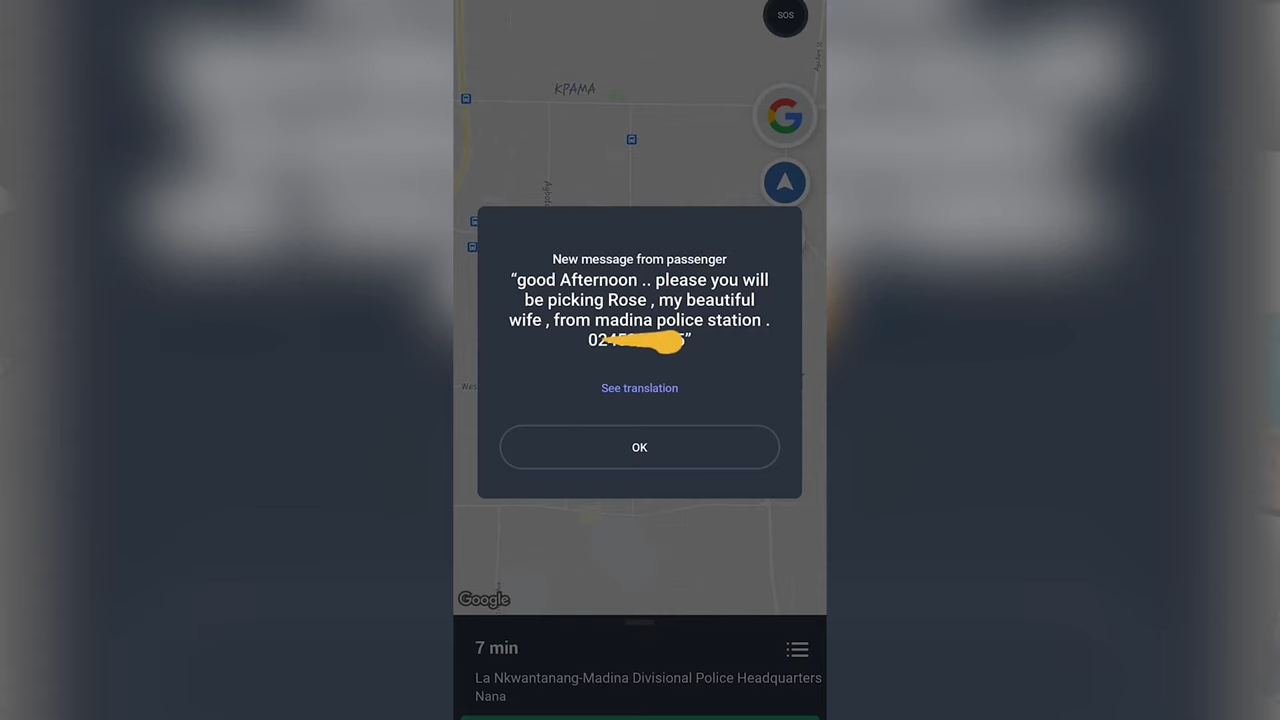 SOS
KPAMA
New message from passenger
“good Afternoon .. please you will
be picking Rose , my beautiful
wife , from madina police station .
See translation
OK
Google
7 min
La Nkwantanang-Madina Divisional Police Headquarters
Nana